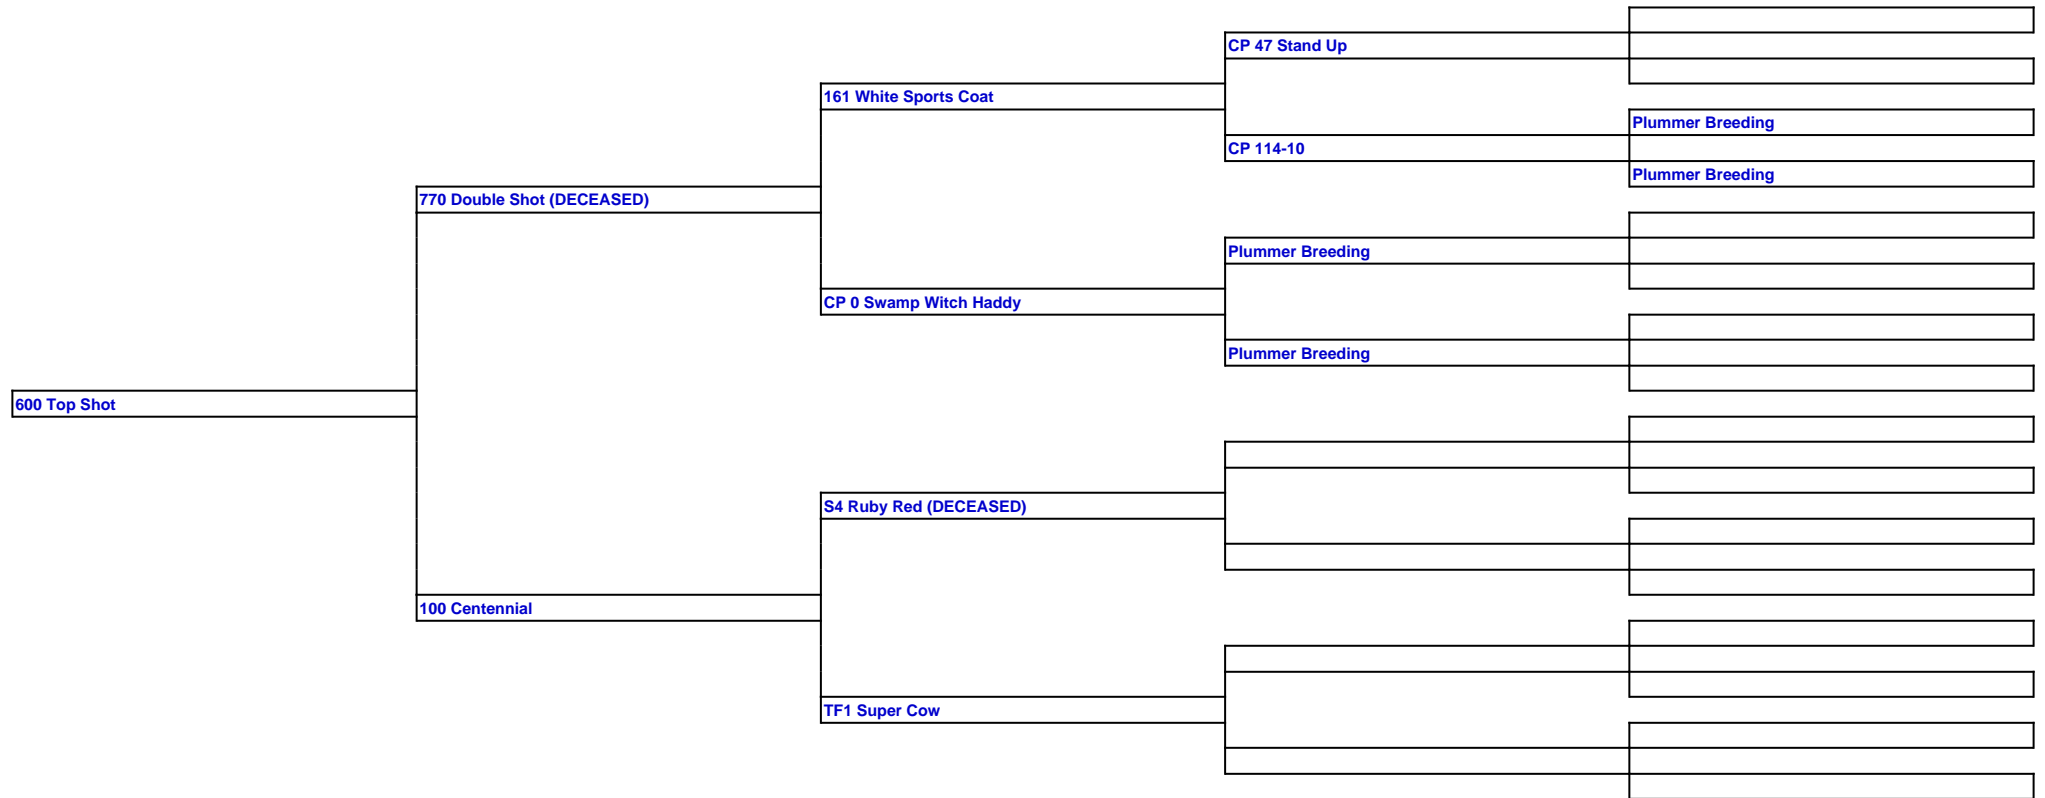 CP 47 Stand Up
161 White Sports Coat
Plummer Breeding
CP 114-10
Plummer Breeding
770 Double Shot (DECEASED)
Plummer Breeding
CP 0 Swamp Witch Haddy
Plummer Breeding
600 Top Shot
S4 Ruby Red (DECEASED)
100 Centennial
TF1 Super Cow